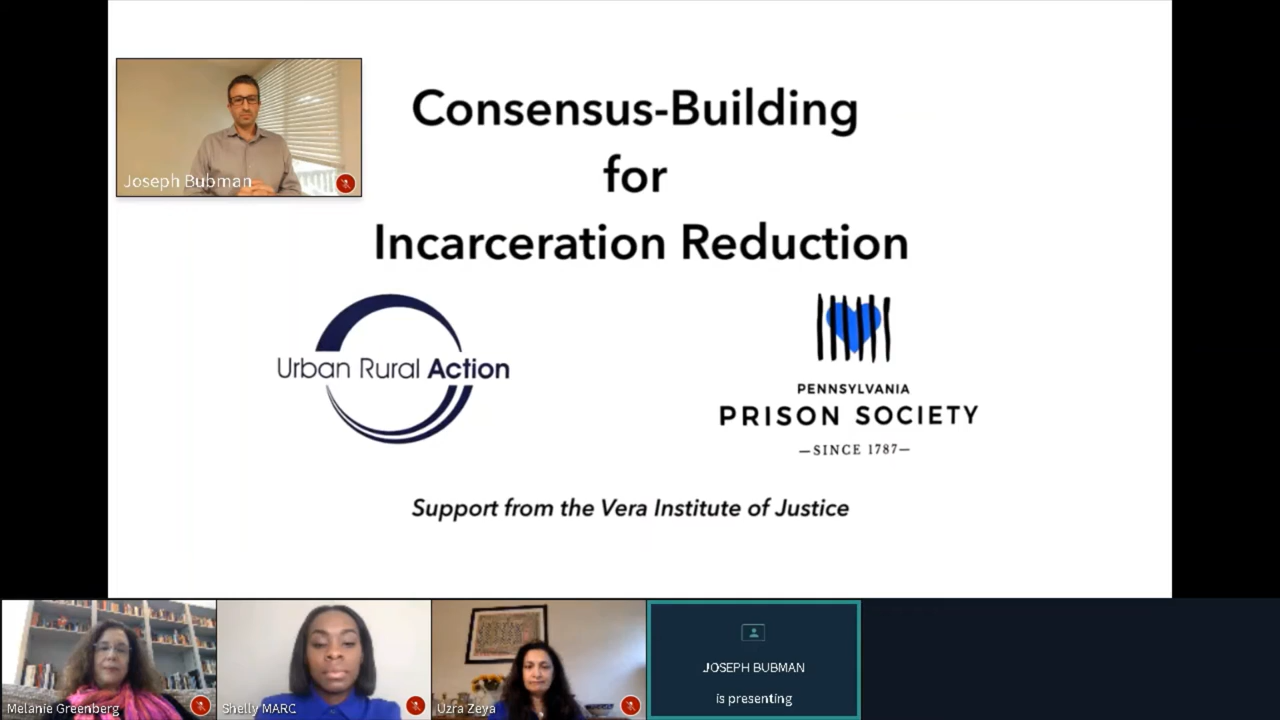 Consensus-Building
for
Incarceration Reduction
Joseph Bubman
Urban Rural Action
PENNSYLVANIA
PRISON SOCIETY
—SINCE 1787—
Support from the Vera Institute of Justice
Melanie Greenberg
Shelly MARC
Uzra Zeya
JOSEPH BUBMAN
is presenting